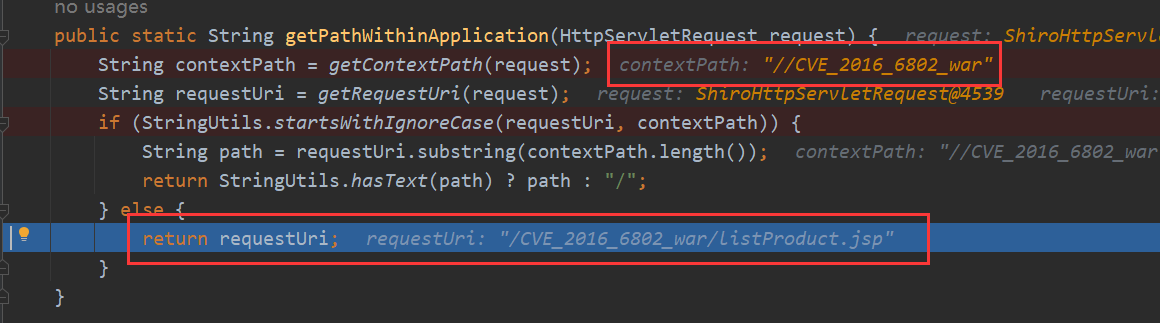 no usages
public static String getPathWithinApplication(HttpServletRequest request) { request: ShiroHttpServlet
String contextPath = getContextPath(request); contextPath: "//CVE_2016_6802_war"
String requestUri = getRequestUri(request); request: ShiroHttpServletRequest@4539 requestUri:
if (StringUtils.startsWithIgnoreCase(requestUri, contextPath)) {
String path = requestUri.substring(contextPath.length()); contextPath: "//CVE_2016_6802_war
return StringUtils.hasText(path) ? path : "/";
} else {
return requestUri; requestUri: "/CVE_2016_6802_war/listProduct.jsp"
}
}